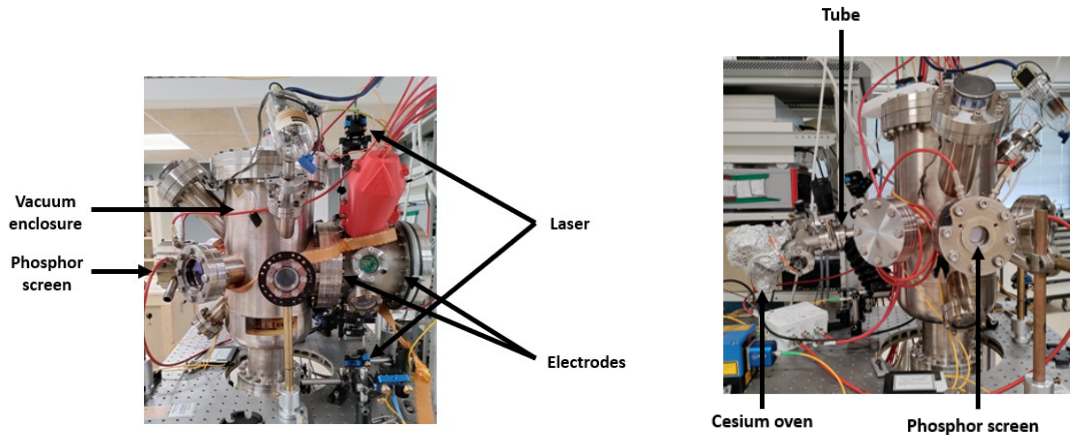 Tube
Vacuum
enclosure
Phosphor
screen
Laser
Electrodes
Cesium oven
Phosphor screen